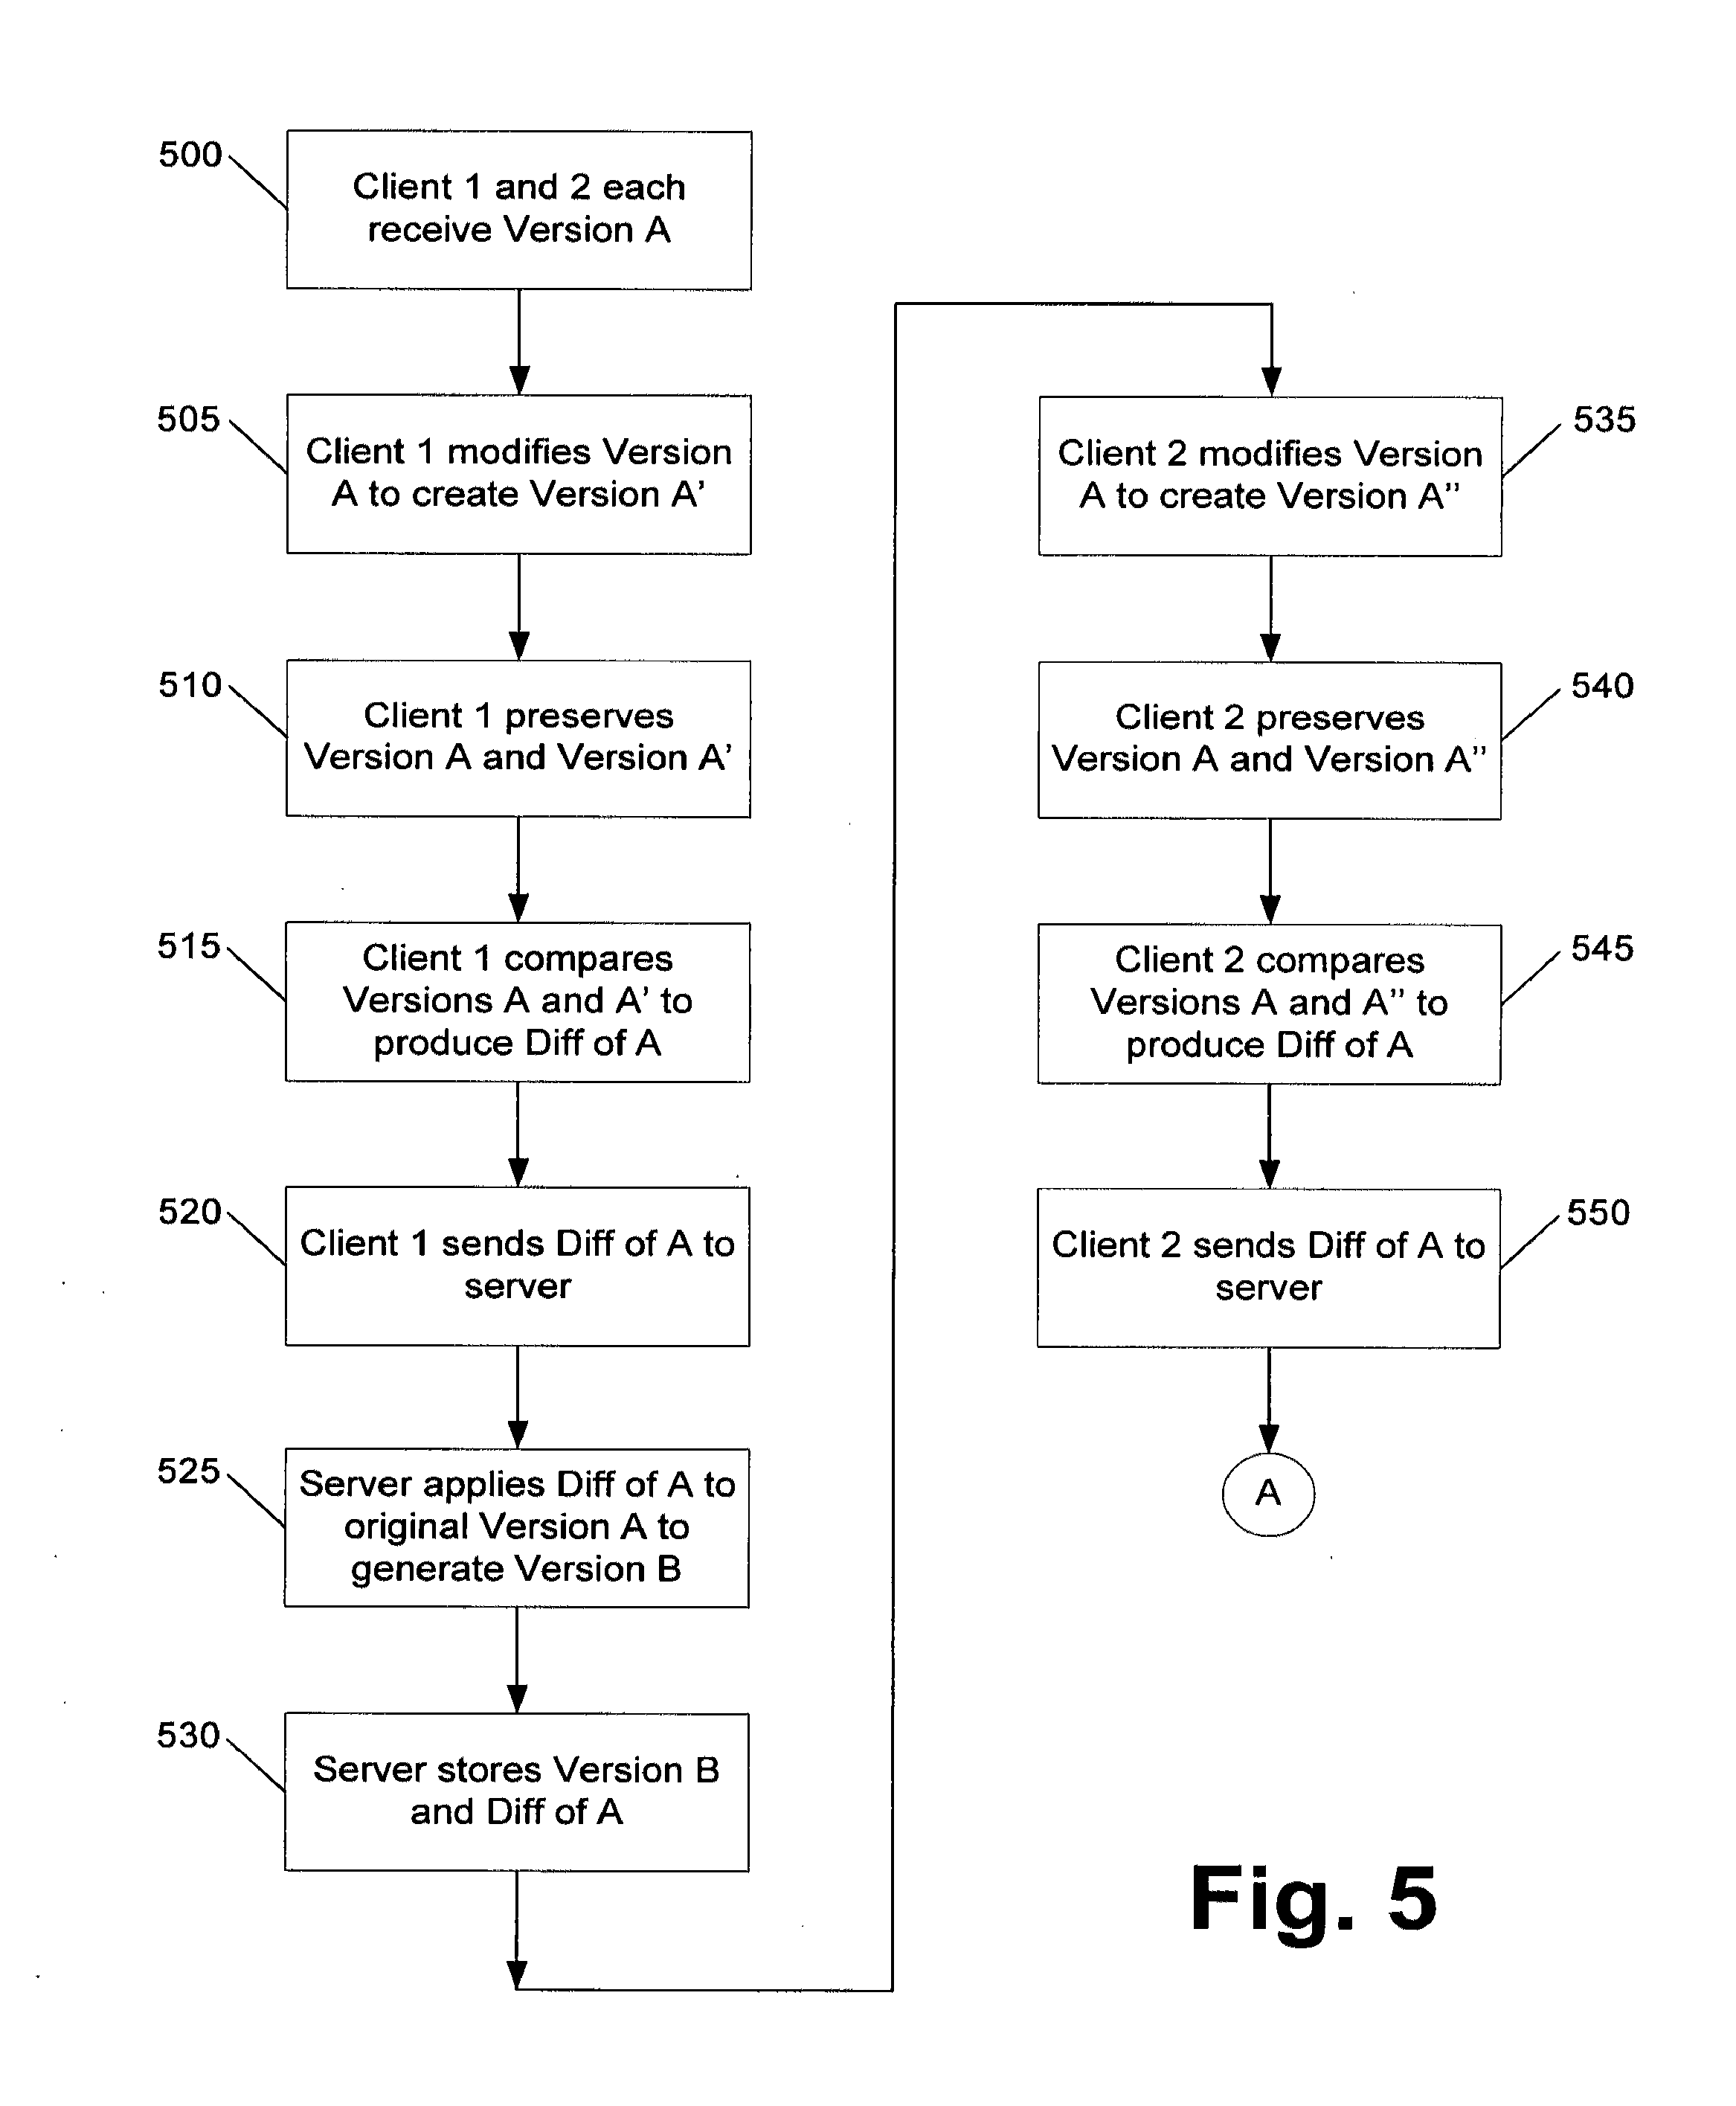 500
Client 1 and 2 each
receive Version A
505
Client 1 modifies Version
A to create Version A'
510
Client 1 preserves
Version A and Version A'
515
Client 1 compares
Versions A and A' to
produce Diff of A
520
Client 1 sends Diff of A to
server
525
Server applies Diff of A to
original Version A to
generate Version B
530
Server stores Version B
and Diff of A
535
Client 2 modifies Version
A to create Version A"
540
Client 2 preserves
Version A and Version A"
545
Client 2 compares
Versions A and A" to
produce Diff of A
550
Client 2 sends Diff of A to
server
A
Fig. 5